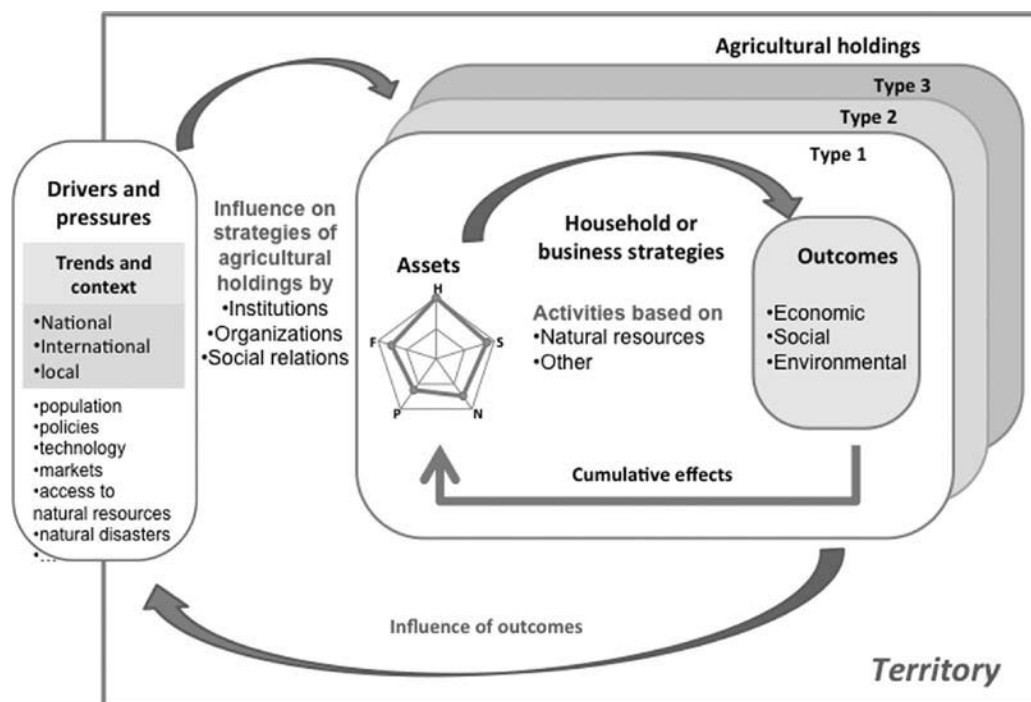 Agricultural holdings
Type 3
Type 2
Type 1
Drivers and
pressures
Trends and
context
•National
•International
•local
•population
•policies
•technology
•markets
•access to
natural resources
•natural disasters
•...
Influence on
strategies of
agricultural
holdings by
•Institutions
•Organizations
•Social relations
Assets
H
F
S
P
N
Household or
business strategies
Activities based on
•Natural resources
•Other
Outcomes
•Economic
•Social
•Environmental
Cumulative effects
Influence of outcomes
Territory